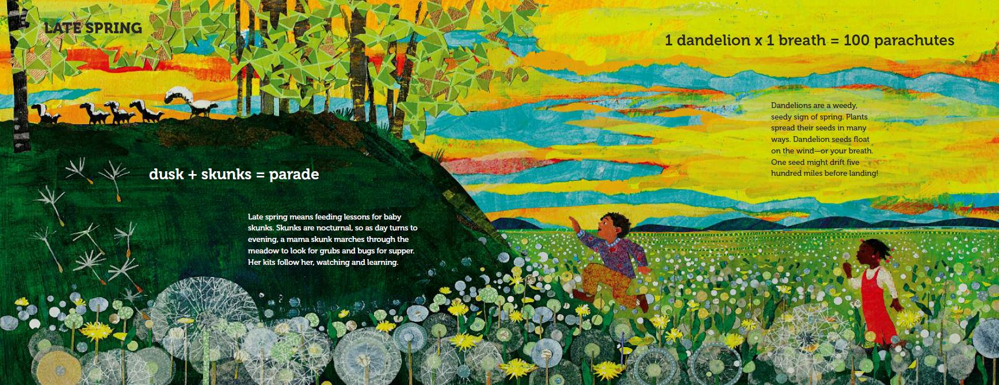 LATE SPRING
dusk + skunks = parade
Late spring means feeding lessons for baby
skunks. Skunks are nocturnal, so as day turns to
evening, a mama skunk marches through the
meadow to look for grubs and bugs for supper.
Her kits follow her, watching and learning.
1 dandelion x 1 breath = 100 parachutes
Dandelions are a weedy,
seedy sign of spring. Plants
spread their seeds in many
ways. Dandelion seeds float
on the wind—or your breath.
One seed might drift five
hundred miles before landing!